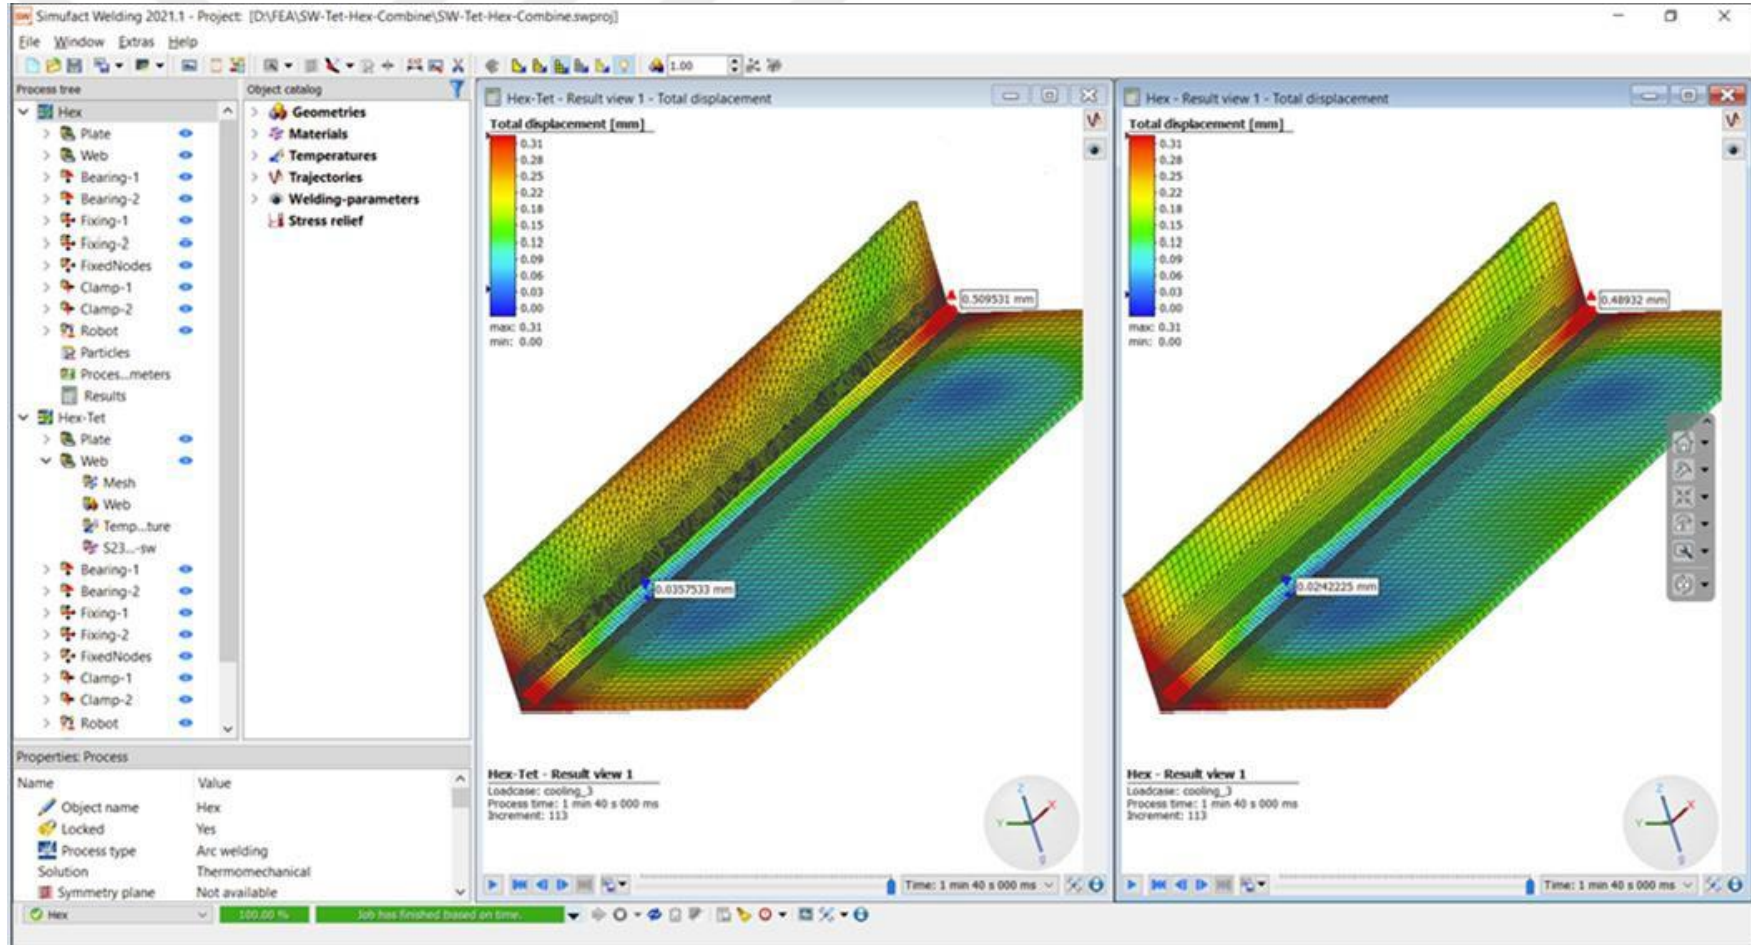 Simufact Welding 2021.1 - Project: [D:\FEA\SW-Tet-Hex-Combine\SW-Tet-Hex-Combine.swproj]
File Window Extras Help
1.00
Process tree
Hex
Plate
Web
Bearing-1
Bearing-2
Fixing-1
Fixing-2
FixedNodes
Clamp-1
Clamp-2
Robot
Particles
Proces...meters
Results
Hex-Tet
Plate
Web
Mesh
Web
Temp...ture
S23...-sw
Bearing-1
Bearing-2
Fixing-1
Fixing-2
FixedNodes
Clamp-1
Clamp-2
Robot
Object catalog
Geometries
Materials
Temperatures
Trajectories
Welding-parameters
Stress relief
Properties: Process
Name Value
Object name Hex
Locked Yes
Process type Arc welding
Solution Thermomechanical
Symmetry plane Not available
Hex-Tet - Result view 1 - Total displacement
Total displacement [mm]
0.31
0.28
0.25
0.22
0.18
0.15
0.12
0.09
0.06
0.03
0.00
max: 0.31
min: 0.00
0.509531 mm
0.0357533 mm
Hex-Tet - Result view 1
Loadcase: cooling_3
Process time: 1 min 40 s 000 ms
Increment: 113
Z
X
Y
g
Time: 1 min 40 s 000 ms
Hex - Result view 1 - Total displacement
Total displacement [mm]
0.31
0.28
0.25
0.22
0.18
0.15
0.12
0.09
0.06
0.03
0.00
max: 0.31
min: 0.00
0.48932 mm
0.0242225 mm
Hex - Result view 1
Loadcase: cooling_3
Process time: 1 min 40 s 000 ms
Increment: 113
Z
X
Y
g
Time: 1 min 40 s 000 ms
Hex
100.00 %
Job has finished based on time.